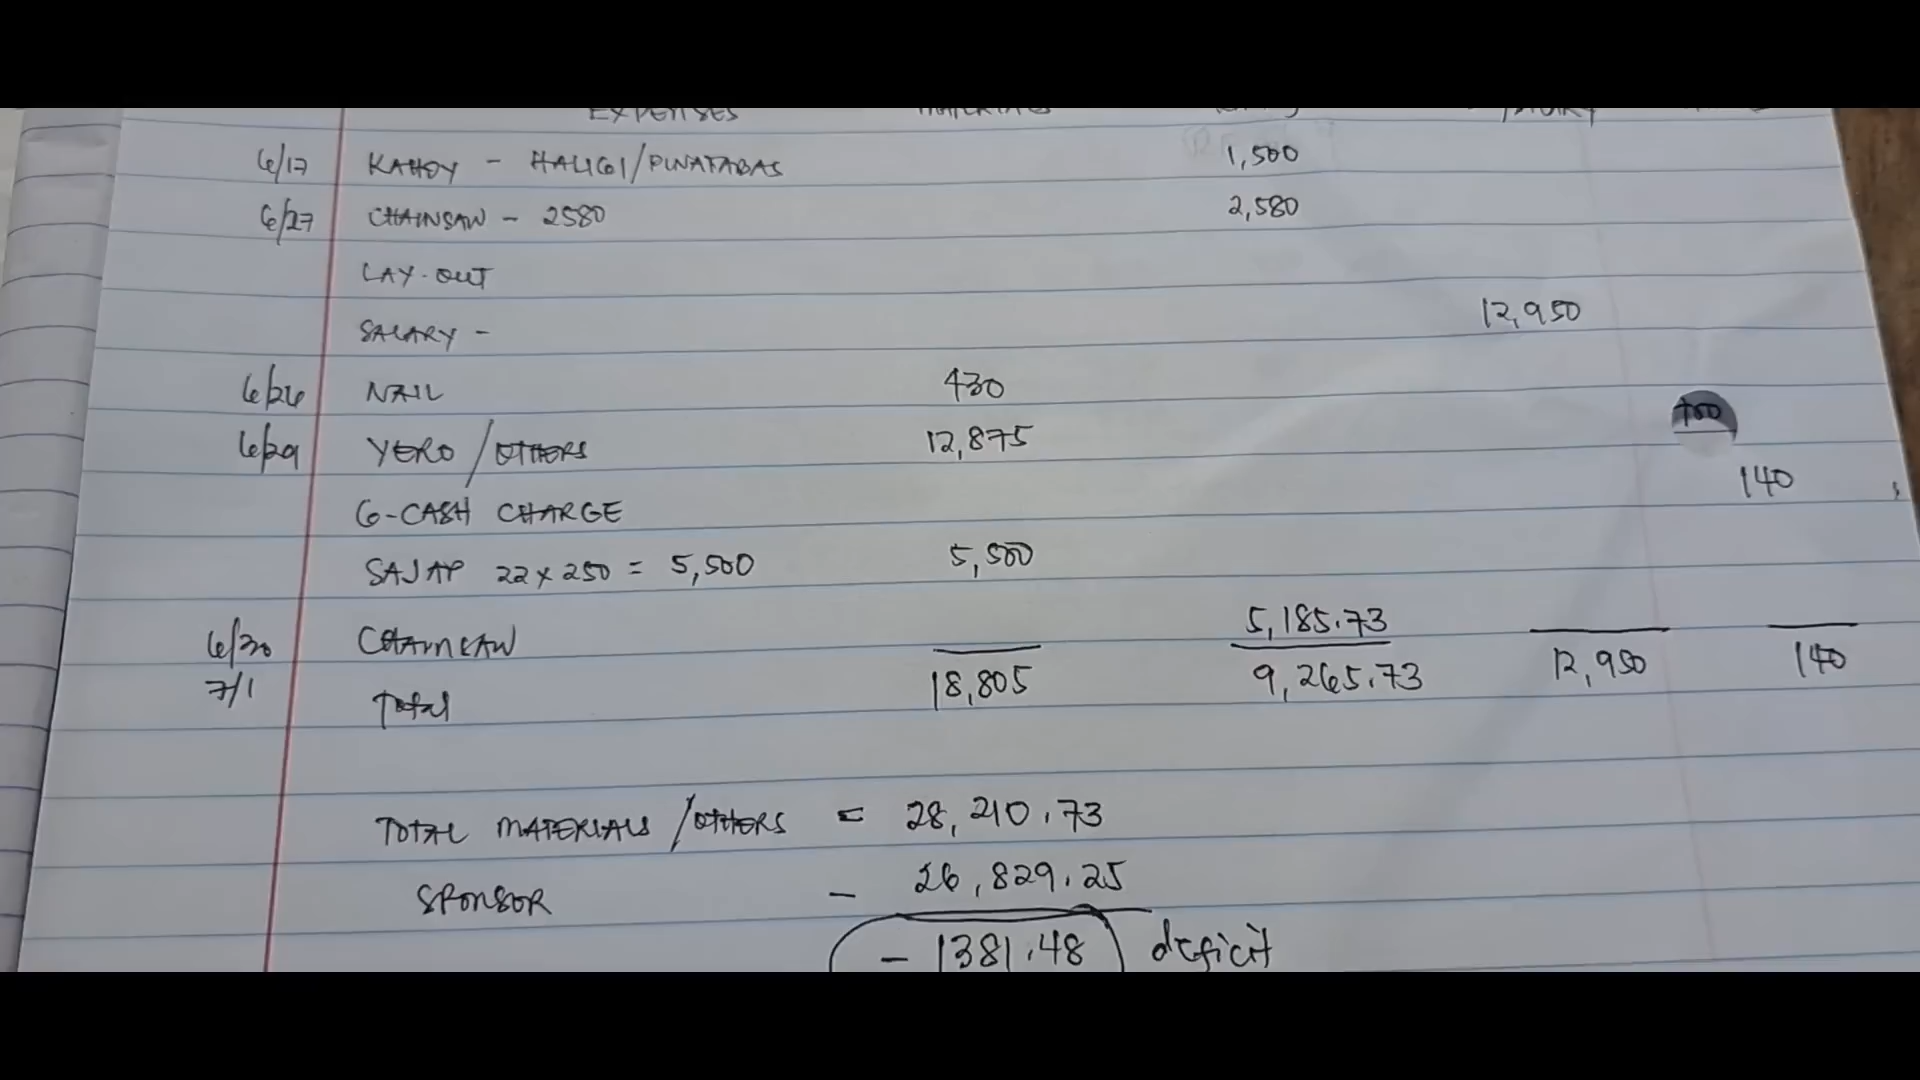 EXPENSES MATERIALS
6/17 KAHOY - HALIGI/PINATABAS 1,500
6/27 CHAINSAW - 2580 2,580
LAY-OUT
SALARY - 12,950
6/26 NAIL 430
6/29 YERO / OTHERS 12,875
G-CASH CHARGE 140
SAJAP 22 x 250 = 5,500 5,500
6/30 CHAINSAW 5,185.73
7/1 Total 18,805 9,265.73 12,950 140
TOTAL MATERIALS / OTHERS = 28,210.73
SPONSOR - 26,829.25
- 1381.48 deficit